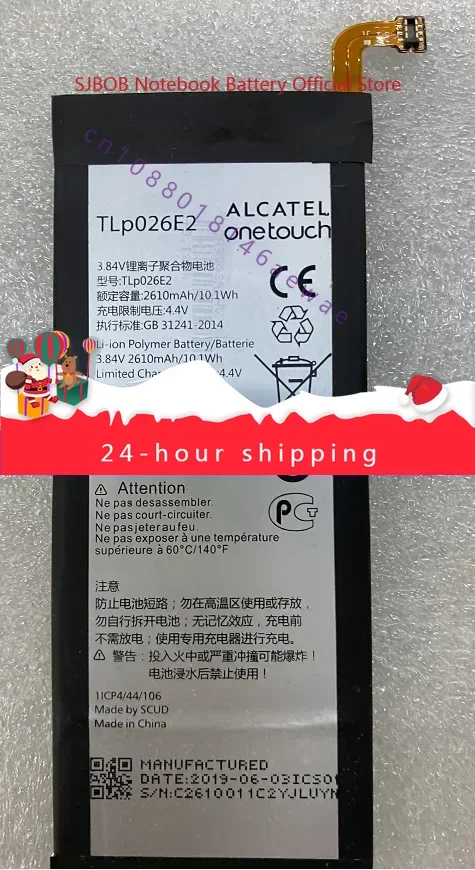 SJBOB Notebook Battery Official Store
TLp026E2
ALCATEL
onetouch
3.84V锂离子聚合物电池
型号:TLp026E2
额定容量:2610mAh/10.1Wh
充电限制电压:4.4V
执行标准:GB 31241-2014
Li-ion Polymer Battery/Batterie
3.84V 2610mAh/10.1Wh
Limited :4.4V
24-hour shipping
⚠ Attention
Ne pas desassembler.
Ne pas court-circuiter.
Ne pas jeter au feu.
Ne pas exposer à une température
supérieure à 60°C/140°F
注意
防止电池短路；勿在高温区使用或存放，
勿自行拆开电池；无记忆效应，充电前
不需放电；使用专用充电器进行充电。
⚠ 警告：投入火中或严重冲撞可能爆炸！
电池浸水后禁止使用！
1ICP4/44/106
Made by SCUD
Made in China
MANUFACTURED
DATE:2019-06-03ICS0
S/N:C2610011C2YJLUYN